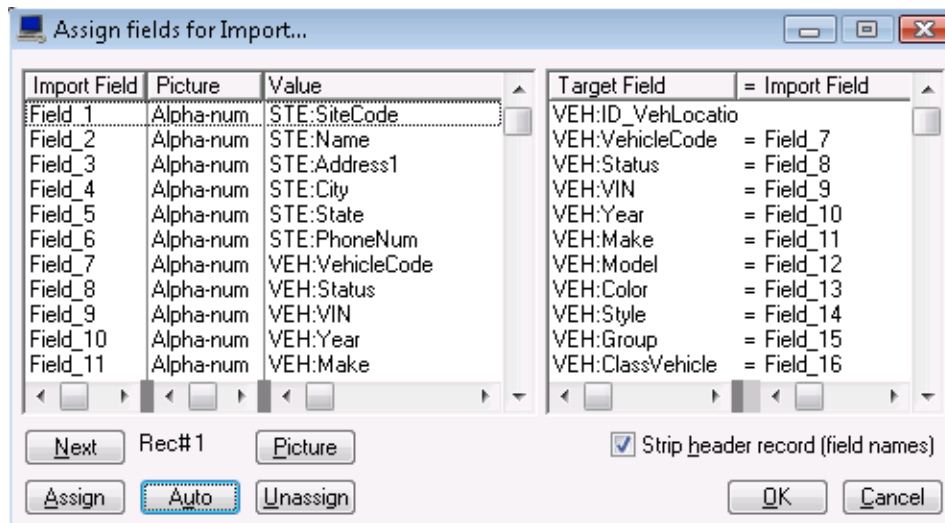 Assign fields for Import...
Import Field Picture Value Target Field = Import Field
Field_1 Alpha-num STE:SiteCode VEH:ID_VehLocatio
Field_2 Alpha-num STE:Name VEH:VehicleCode = Field_7
Field_3 Alpha-num STE:Address1 VEH:Status = Field_8
Field_4 Alpha-num STE:City VEH:VIN = Field_9
Field_5 Alpha-num STE:State VEH:Year = Field_10
Field_6 Alpha-num STE:PhoneNum VEH:Make = Field_11
Field_7 Alpha-num VEH:VehicleCode VEH:Model = Field_12
Field_8 Alpha-num VEH:Status VEH:Color = Field_13
Field_9 Alpha-num VEH:VIN VEH:Style = Field_14
Field_10 Alpha-num VEH:Year VEH:Group = Field_15
Field_11 Alpha-num VEH:Make VEH:ClassVehicle = Field_16
Next Rec#1 Picture Strip header record (field names)
Assign Auto Unassign OK Cancel